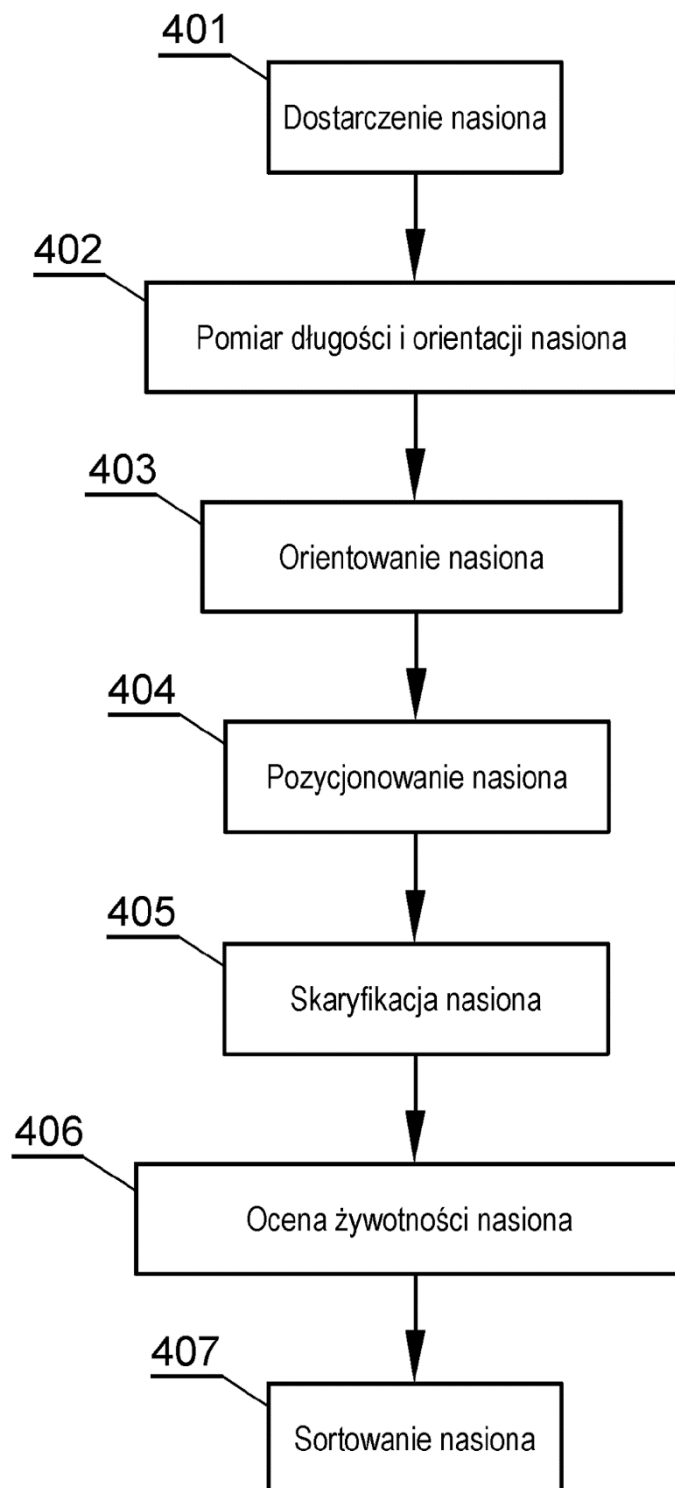 401
Dostarczenie nasiona
402
Pomiar długości i orientacji nasiona
403
Orientowanie nasiona
404
Pozycjonowanie nasiona
405
Skaryfikacja nasiona
406
Ocena żywotności nasiona
407
Sortowanie nasiona